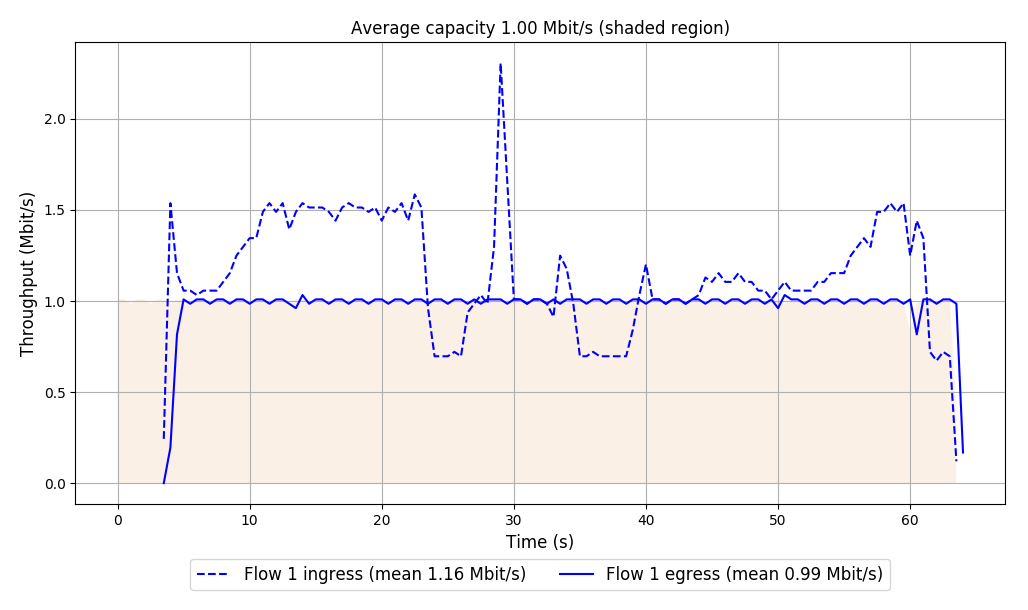 Average capacity 1.00 Mbit/s (shaded region)
Throughput (Mbit/s)
2.0
1.5
1.0
0.5
0.0
0 10 20 30 40 50 60
Time (s)
Flow 1 ingress (mean 1.16 Mbit/s) Flow 1 egress (mean 0.99 Mbit/s)